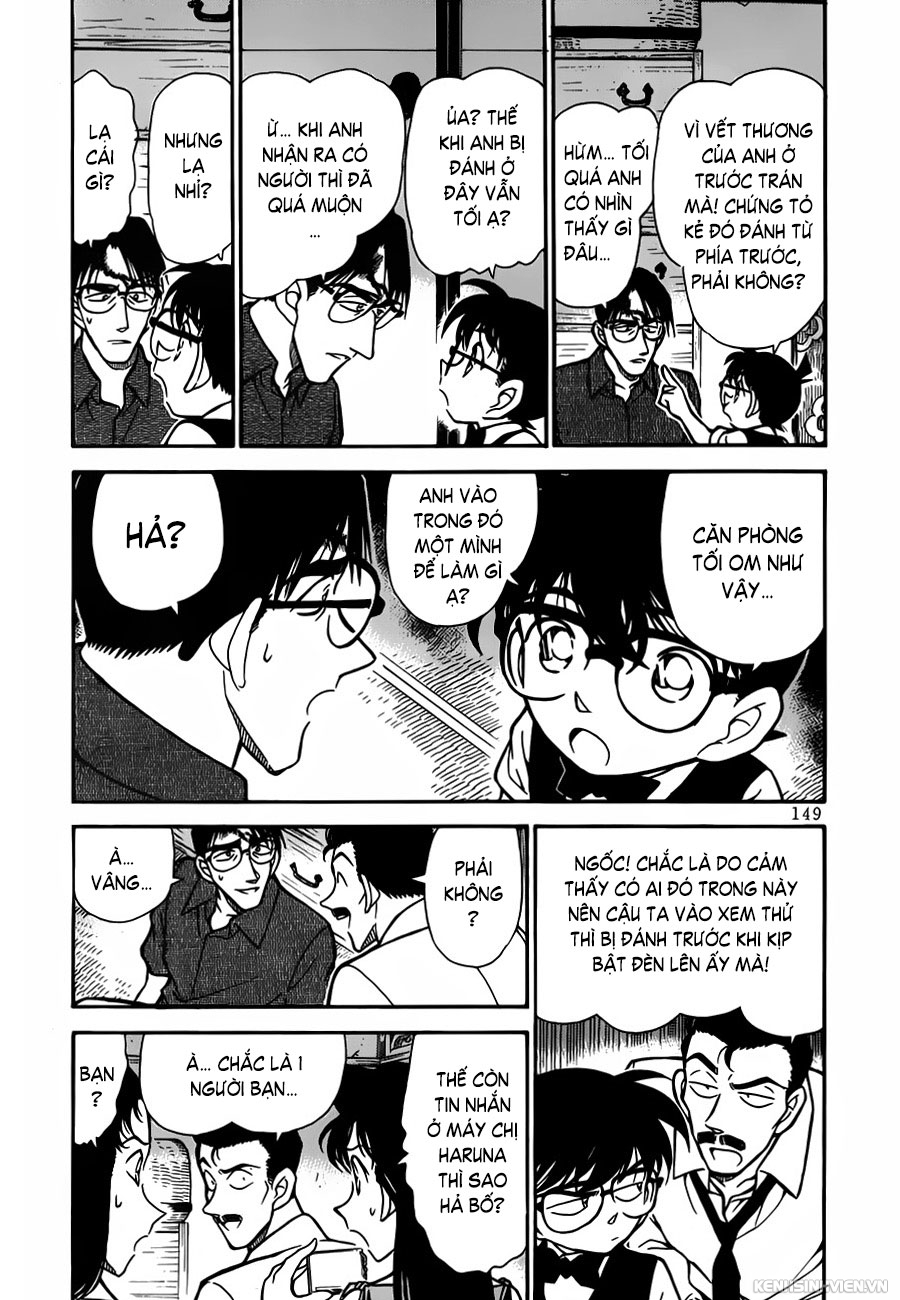 VÌ VẾT THƯƠNG
CỦA ANH Ở
TRƯỚC TRÁN
MÀ! CHỨNG TỎ
KẺ ĐÓ ĐÁNH TỪ
PHÍA TRƯỚC,
PHẢI KHÔNG?
HỪM... TỐI
QUÁ ANH
CÓ NHÌN
THẤY GÌ
ĐÂU...
ỦA? THẾ
KHI ANH BỊ
ĐÁNH Ở
ĐÂY VẪN
TỐI Ạ?
Ừ... KHI ANH
NHẬN RA CÓ
NGƯỜI THÌ ĐÃ
QUÁ MUỘN
...
NHƯNG
LẠ
NHỈ?
LẠ
CÁI
GÌ?
CĂN PHÒNG
TỐI OM NHƯ
VẬY...
ANH VÀO
TRONG ĐÓ
MỘT MÌNH
ĐỂ LÀM GÌ
Ạ?
HẢ?
149
NGỐC! CHẮC LÀ DO CẢM
THẤY CÓ AI ĐÓ TRONG NÀY
NÊN CẬU TA VÀO XEM THỬ
THÌ BỊ ĐÁNH TRƯỚC KHI KỊP
BẬT ĐÈN LÊN ẤY MÀ!
PHẢI
KHÔNG
?
À...
VÂNG...
THẾ CÒN
TIN NHẮN
Ở MÁY CHỊ
HARUNA
THÌ SAO
HẢ BỐ?
À... CHẮC LÀ 1
NGƯỜI BẠN...
BẠN
?
KENHSINHVIEN.VN